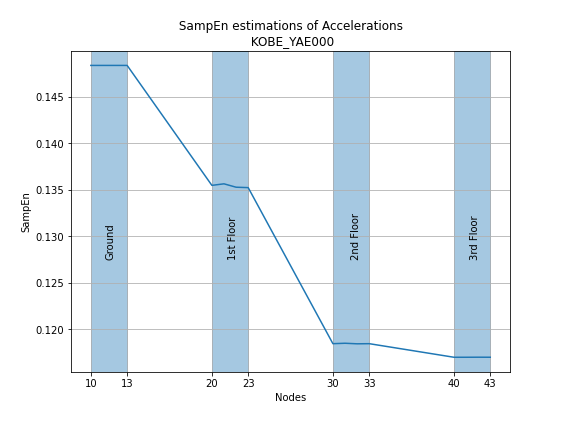 SampEn estimations of Accelerations
KOBE_YAE000
SampEn
0.145
0.140
0.135
0.130
0.125
0.120
Ground
1st Floor
2nd Floor
3rd Floor
10 13 20 23 30 33 40 43
Nodes